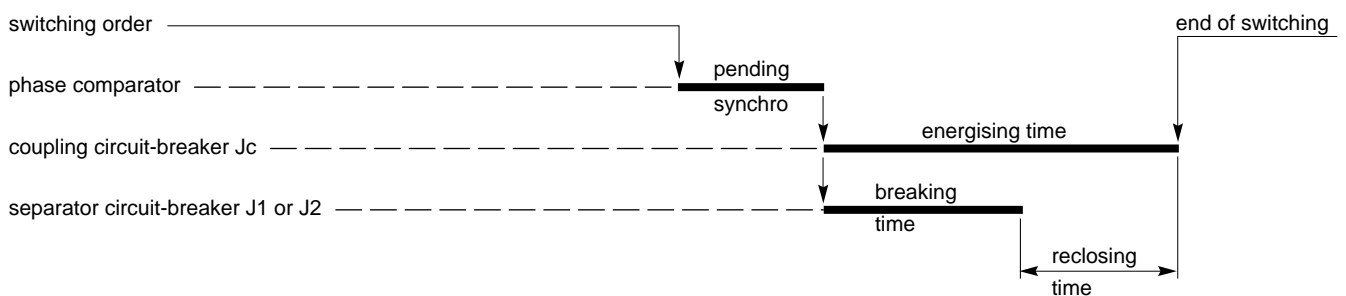 switching order
end of switching
phase comparator
pending
synchro
coupling circuit-breaker Jc
energising time
separator circuit-breaker J1 or J2
breaking
time
reclosing
time